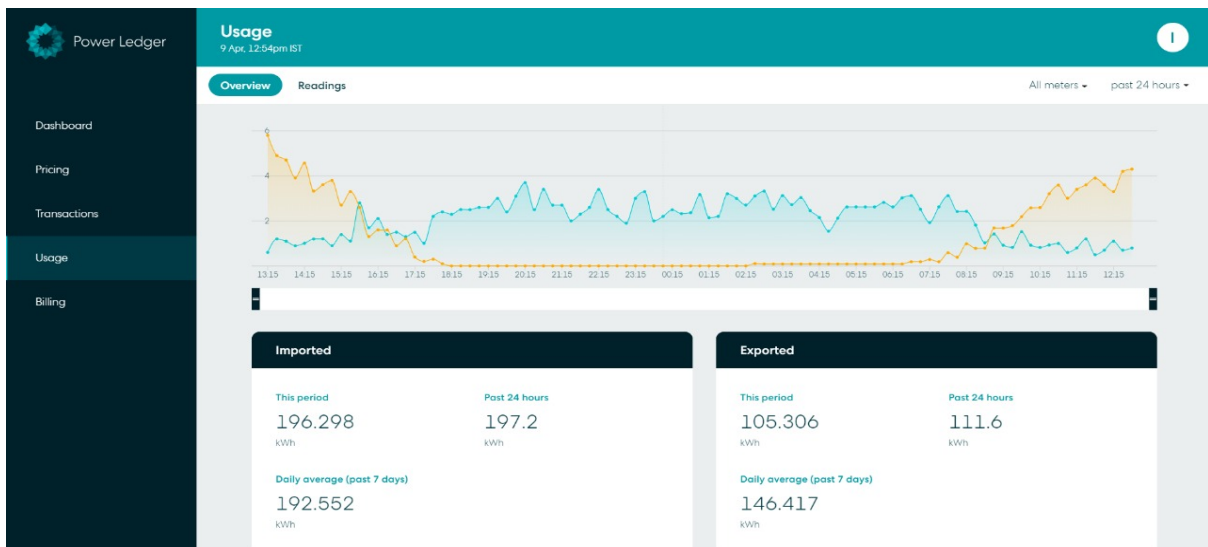 Power Ledger
Usage
9 Apr, 12:54pm IST
I
Overview Readings All meters past 24 hours
Dashboard
Pricing
Transactions
Usage
Billing
6
4
2
13:15 14:15 15:15 16:15 17:15 18:15 19:15 20:15 21:15 22:15 23:15 00:15 01:15 02:15 03:15 04:15 05:15 06:15 07:15 08:15 09:15 10:15 11:15 12:15
Imported
This period Past 24 hours
196.298 197.2
kWh kWh
Daily average (past 7 days)
192.552
kWh
Exported
This period Past 24 hours
105.306 111.6
kWh kWh
Daily average (past 7 days)
146.417
kWh